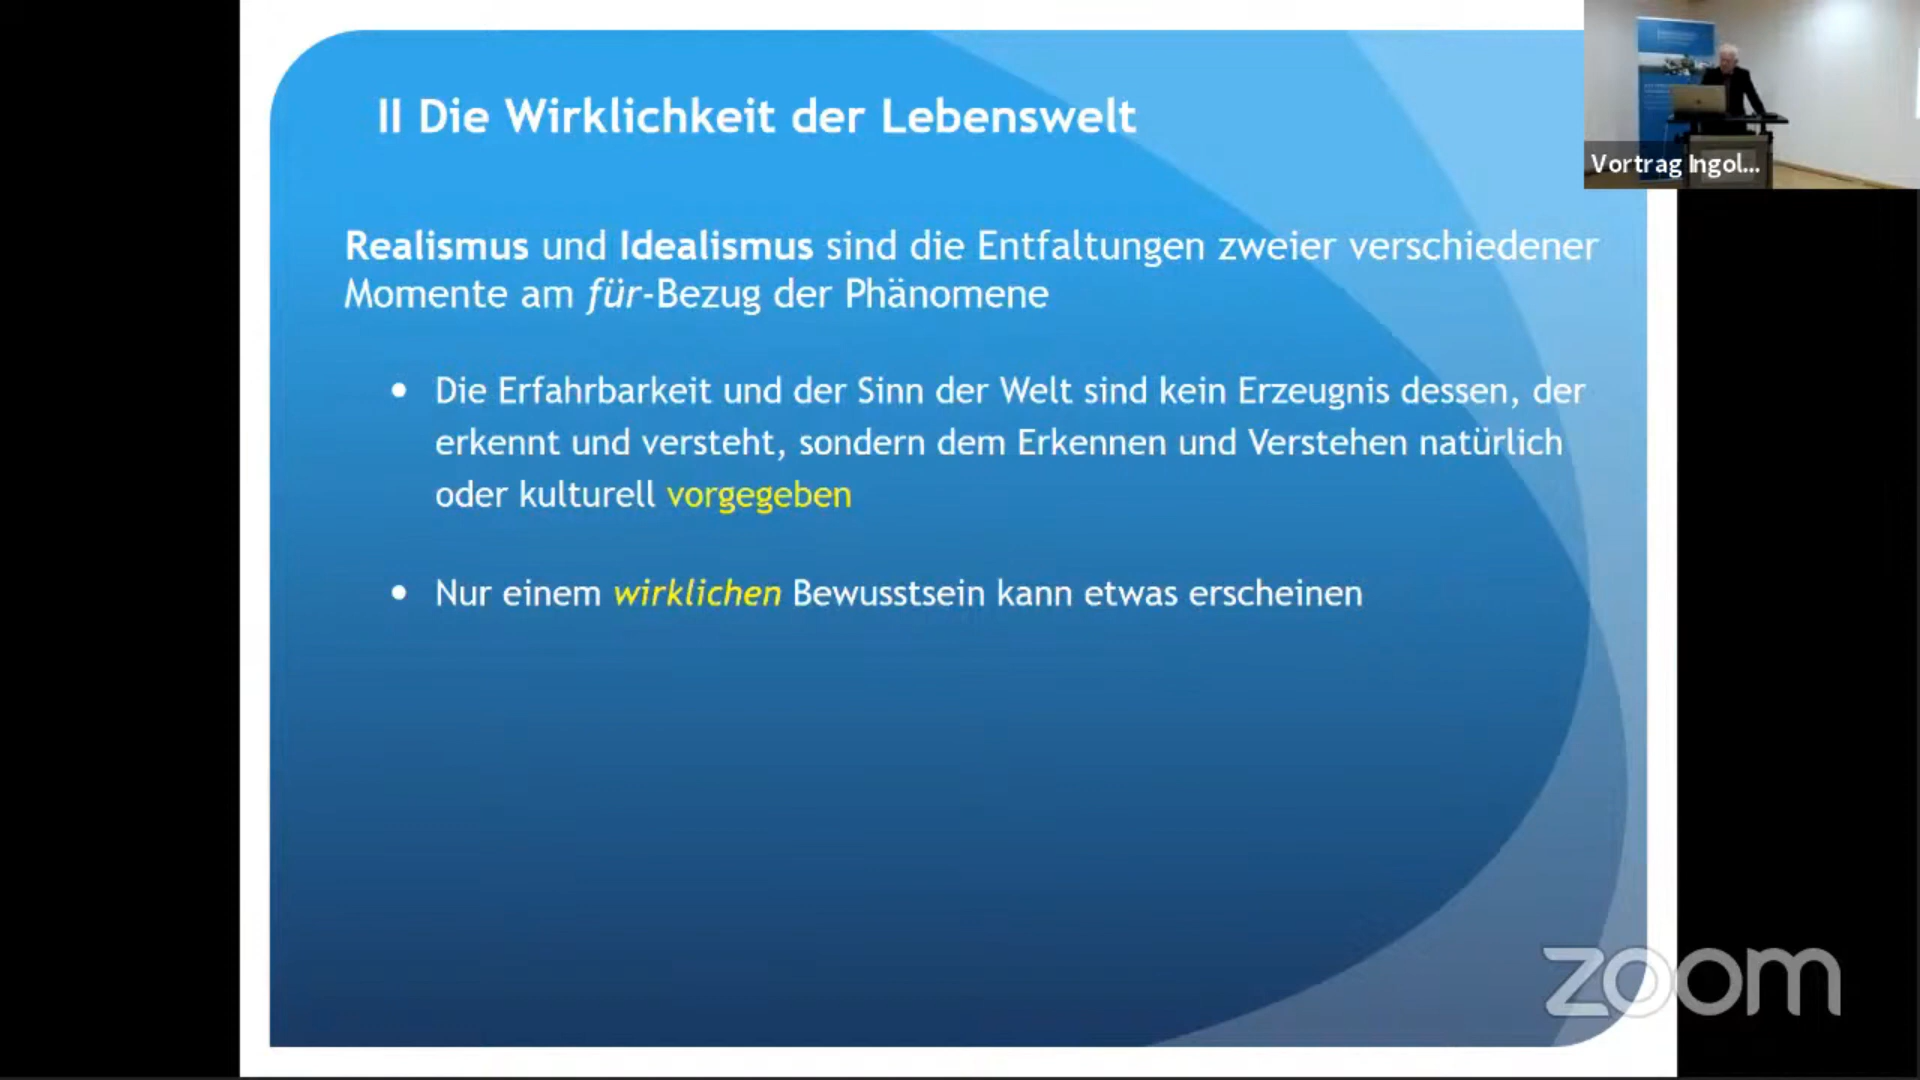 II Die Wirklichkeit der Lebenswelt
Vortrag Ingol...
Realismus und Idealismus sind die Entfaltungen zweier verschiedener
Momente am für-Bezug der Phänomene
• Die Erfahrbarkeit und der Sinn der Welt sind kein Erzeugnis dessen, der
erkennt und versteht, sondern dem Erkennen und Verstehen natürlich
oder kulturell vorgegeben
• Nur einem wirklichen Bewusstsein kann etwas erscheinen
zoom